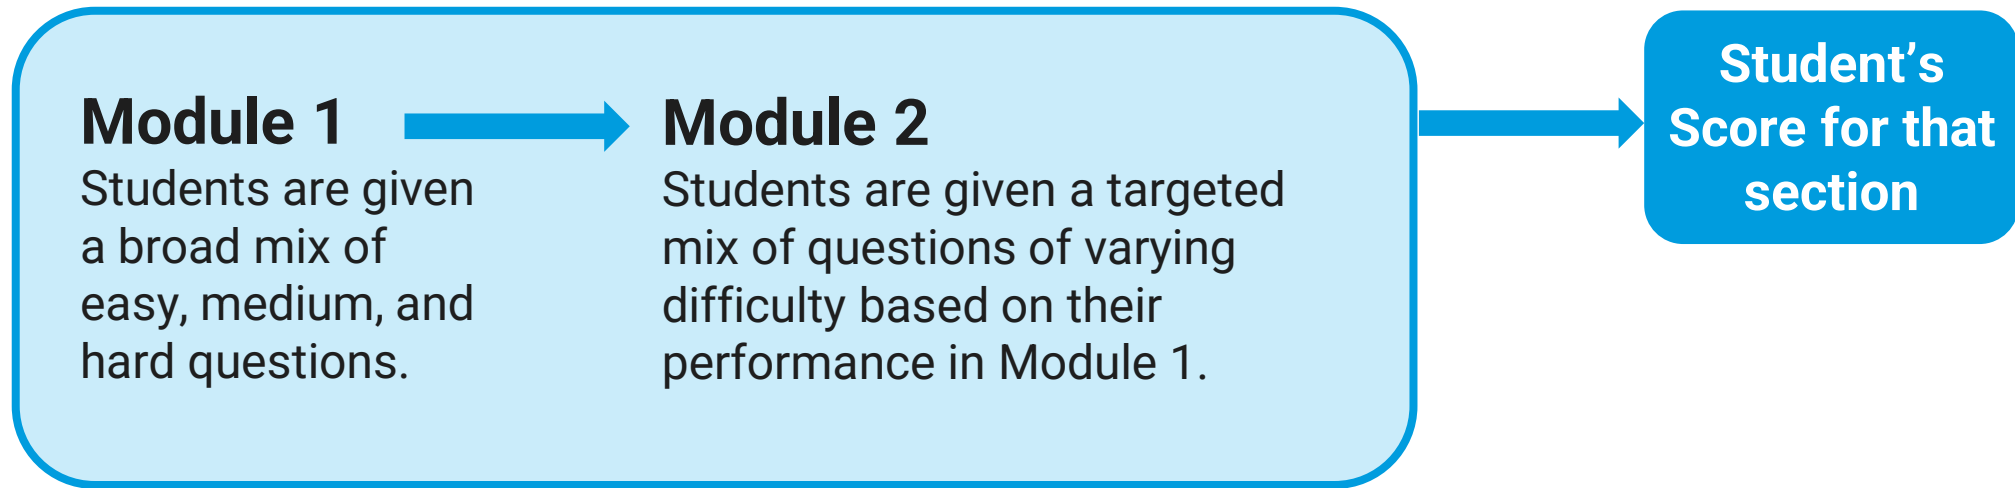 Module 1
Students are given
a broad mix of
easy, medium, and
hard questions.
Module 2
Students are given a targeted
mix of questions of varying
difficulty based on their
performance in Module 1.
Student’s
Score for that
section